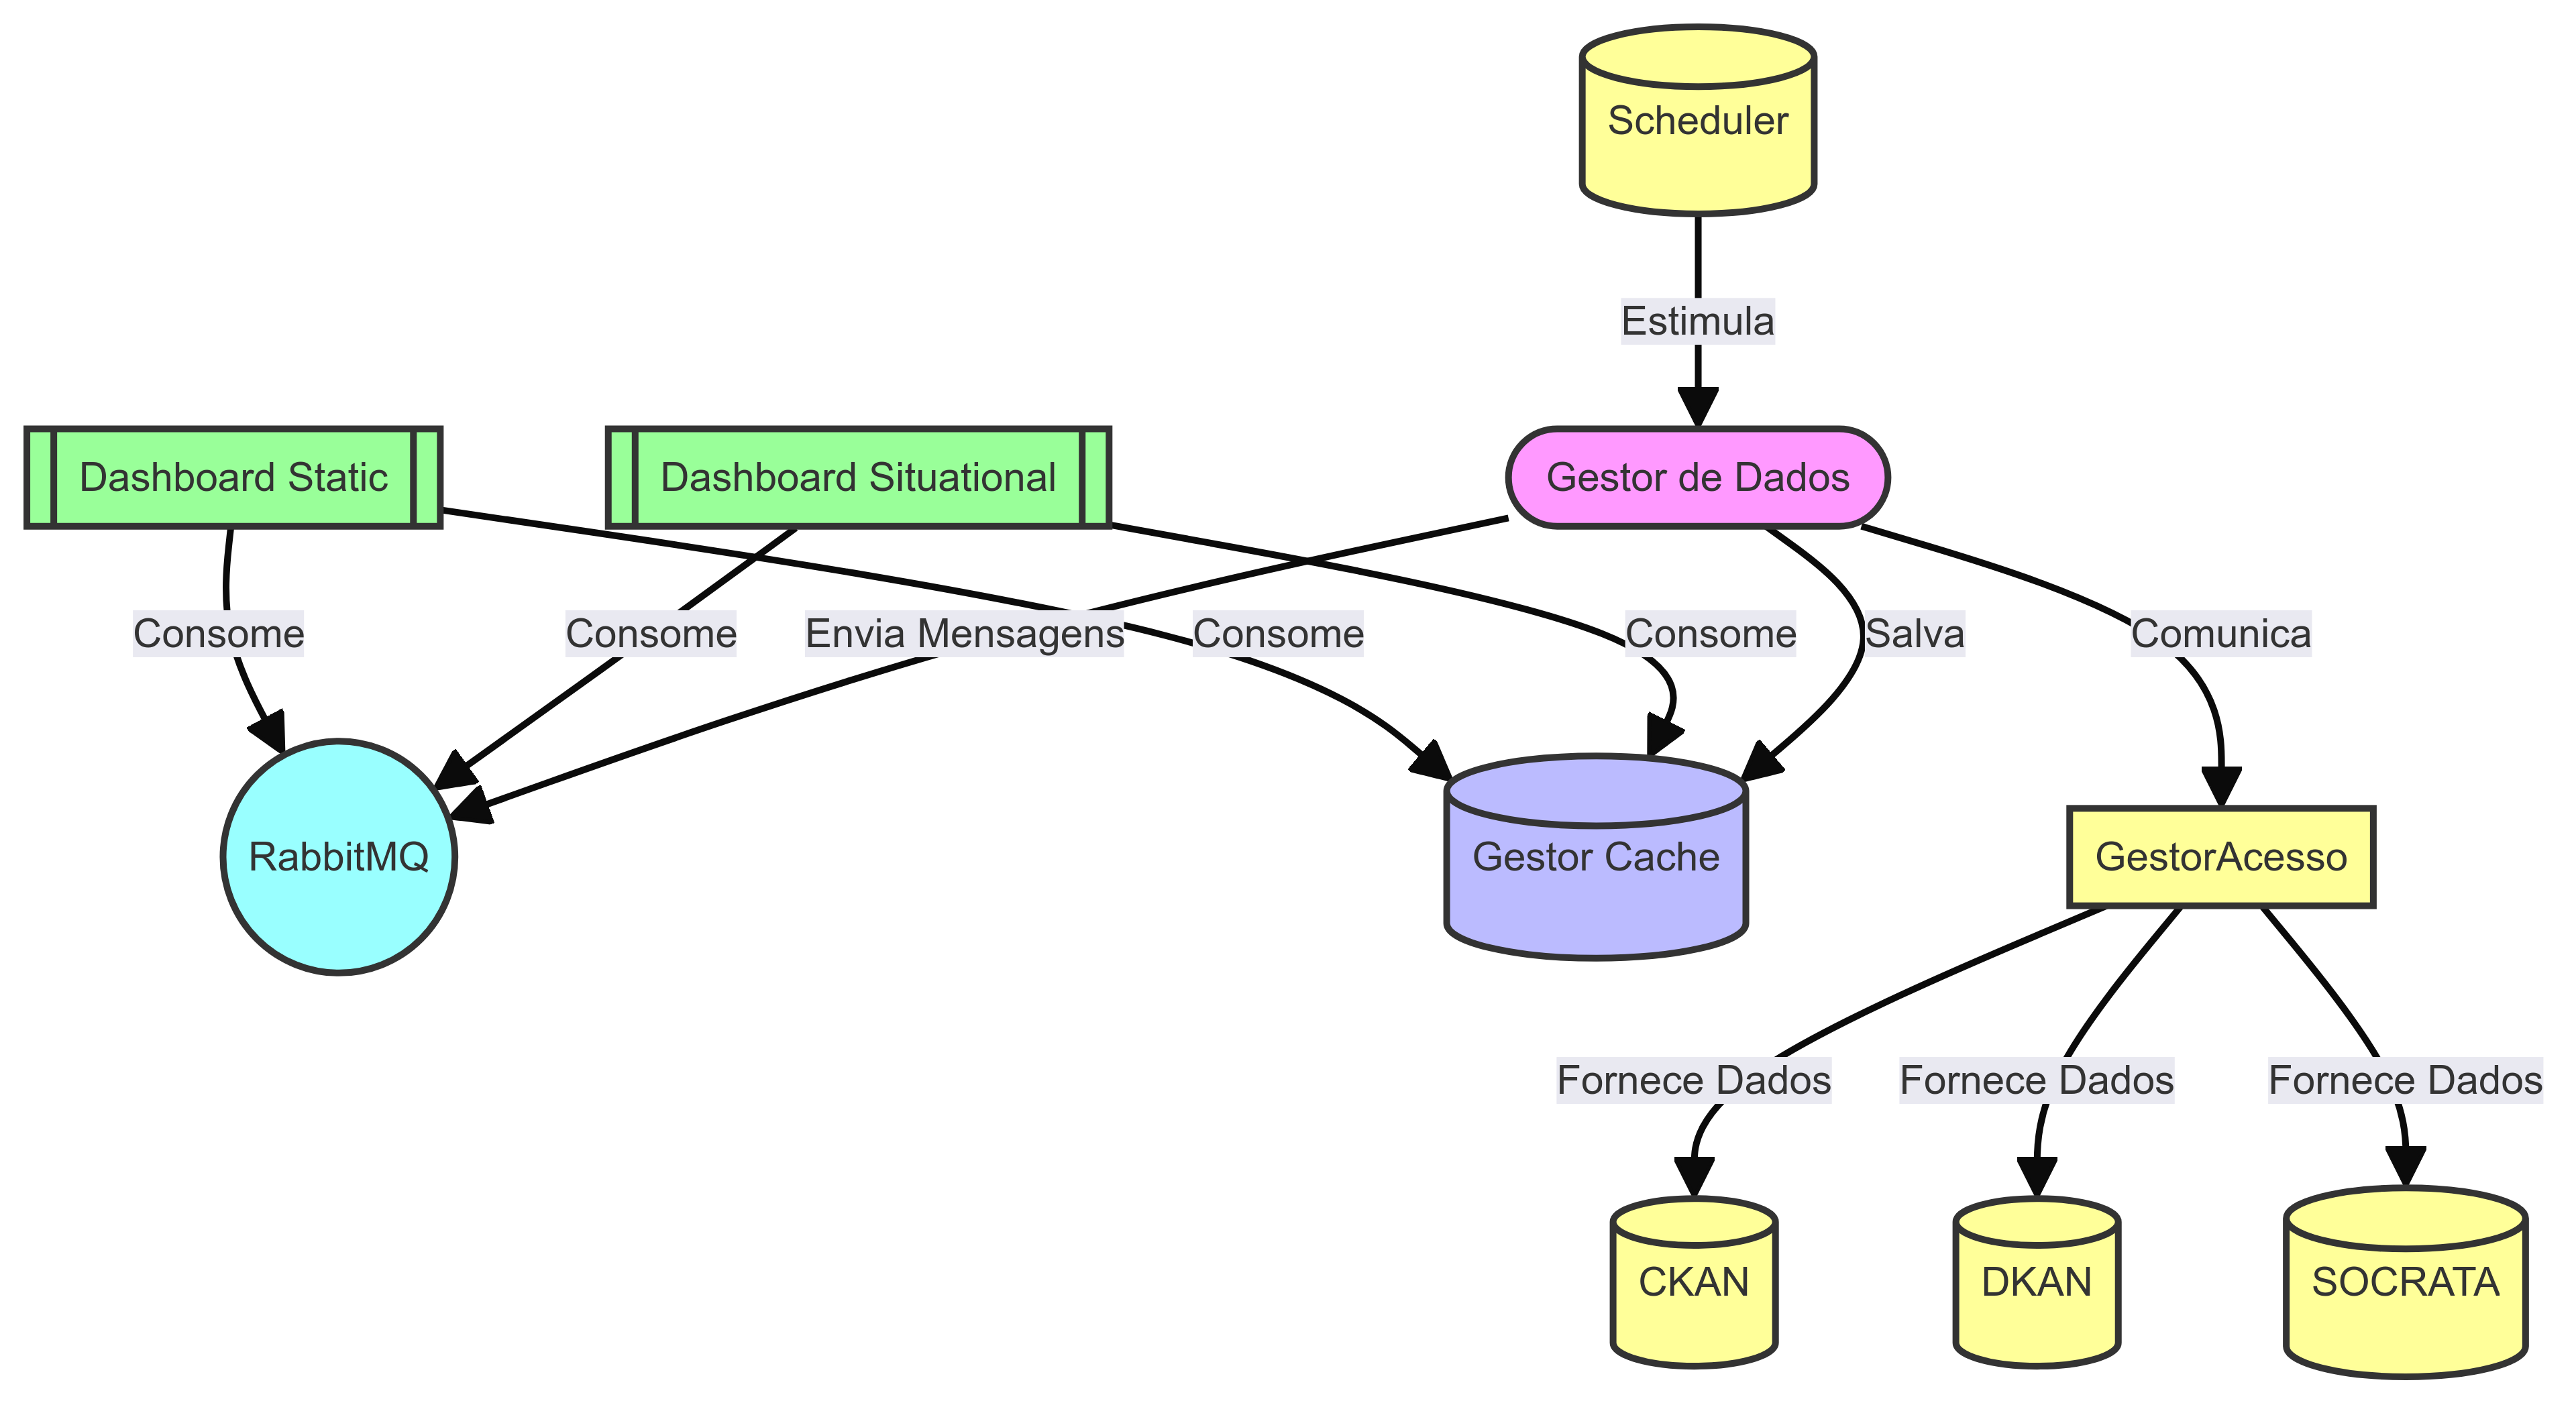 Scheduler
Estimula
Dashboard Static
Dashboard Situational
Gestor de Dados
Consome
Consome
Envia Mensagens
Consome
Consome
Salva
Comunica
RabbitMQ
Gestor Cache
GestorAcesso
Fornece Dados
Fornece Dados
Fornece Dados
CKAN
DKAN
SOCRATA